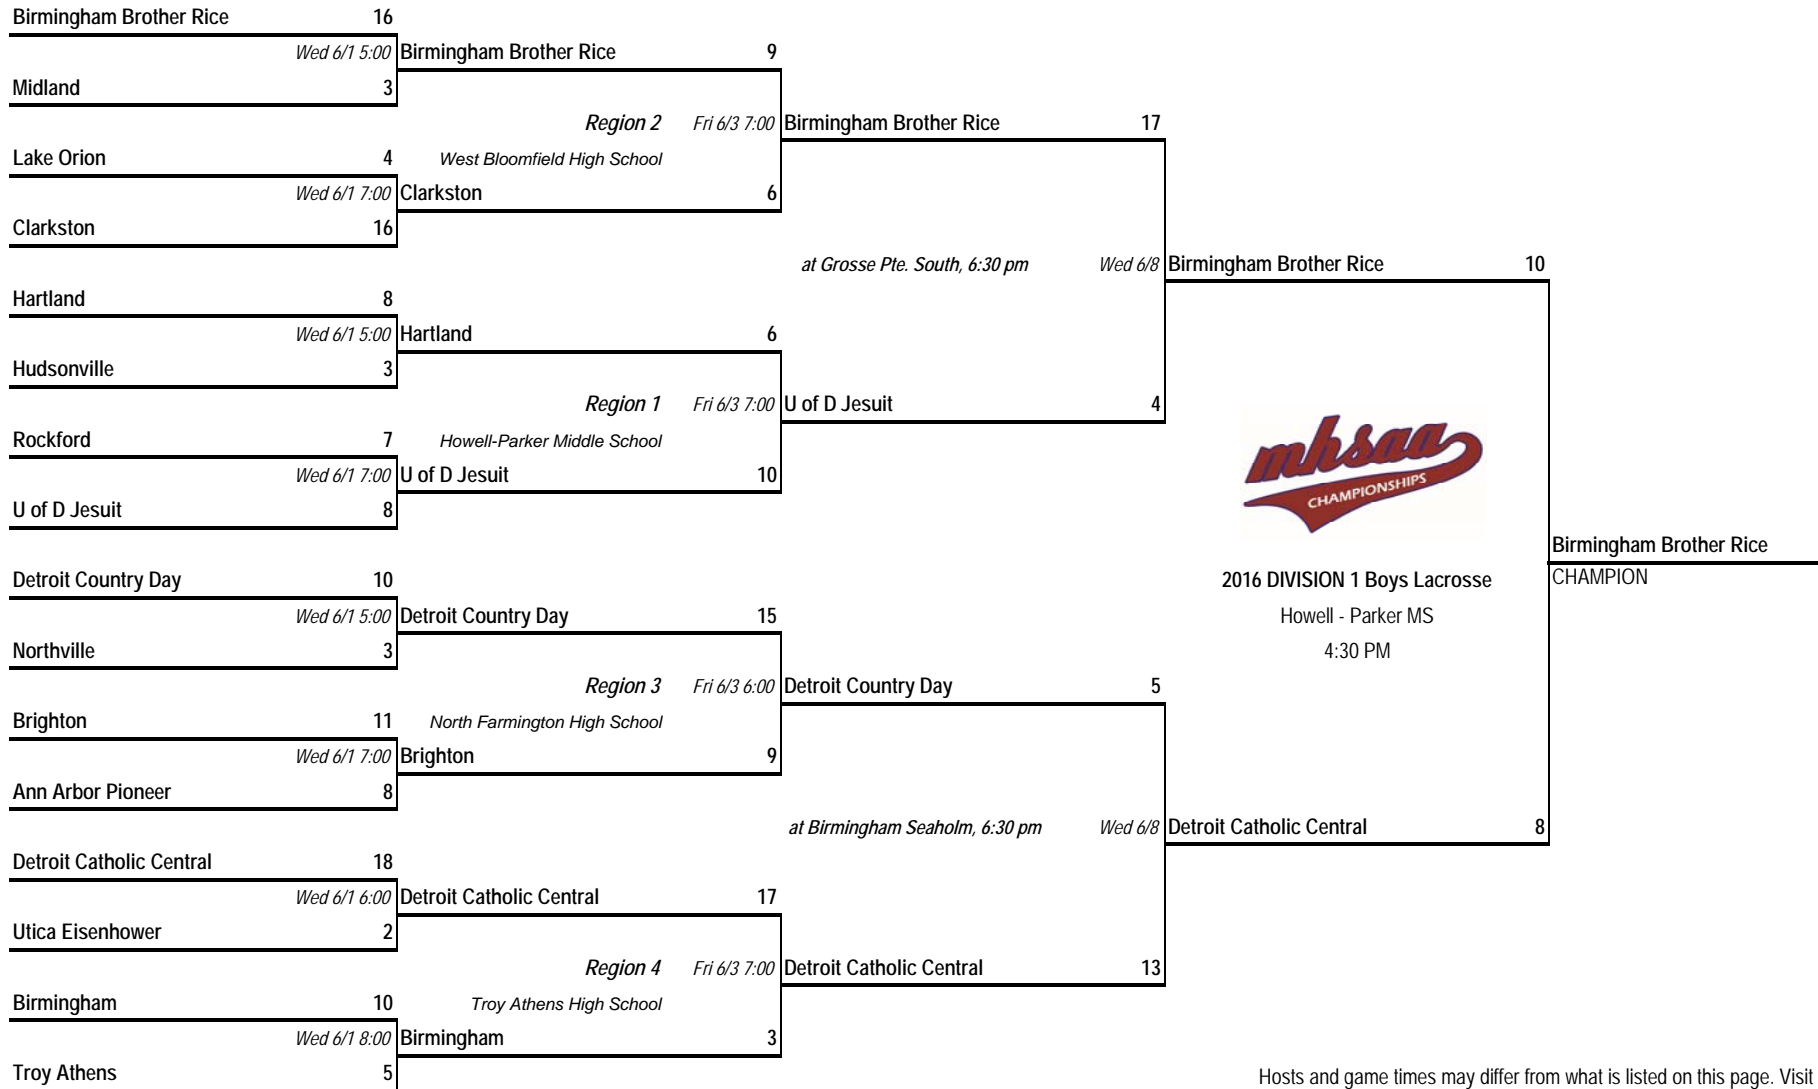 Birmingham Brother Rice 16
Wed 6/1 5:00 Birmingham Brother Rice 9
Midland 3
Region 2 Fri 6/3 7:00 Birmingham Brother Rice 17
Lake Orion 4 West Bloomfield High School
Wed 6/1 7:00 Clarkston 6
Clarkston 16
at Grosse Pte. South, 6:30 pm Wed 6/8 Birmingham Brother Rice 10
Hartland 8
Wed 6/1 5:00 Hartland 6
Hudsonville 3
Region 1 Fri 6/3 7:00 U of D Jesuit 4
Rockford 7 Howell-Parker Middle School
mhsaa
Wed 6/1 7:00 U of D Jesuit 10
CHAMPIONSHIPS
U of D Jesuit 8
Birmingham Brother Rice
Detroit Country Day 10 2016 DIVISION 1 Boys Lacrosse CHAMPION
Wed 6/1 5:00 Detroit Country Day 15 Howell - Parker MS
Northville 3 4:30 PM
Region 3 Fri 6/3 6:00 Detroit Country Day 5
Brighton 11 North Farmington High School
Wed 6/1 7:00 Brighton 9
Ann Arbor Pioneer 8
at Birmingham Seaholm, 6:30 pm Wed 6/8 Detroit Catholic Central 8
Detroit Catholic Central 18
Wed 6/1 6:00 Detroit Catholic Central 17
Utica Eisenhower 2
Region 4 Fri 6/3 7:00 Detroit Catholic Central 13
Birmingham 10 Troy Athens High School
Wed 6/1 8:00 Birmingham 3
Troy Athens 5 Hosts and game times may differ from what is listed on this page. Visit